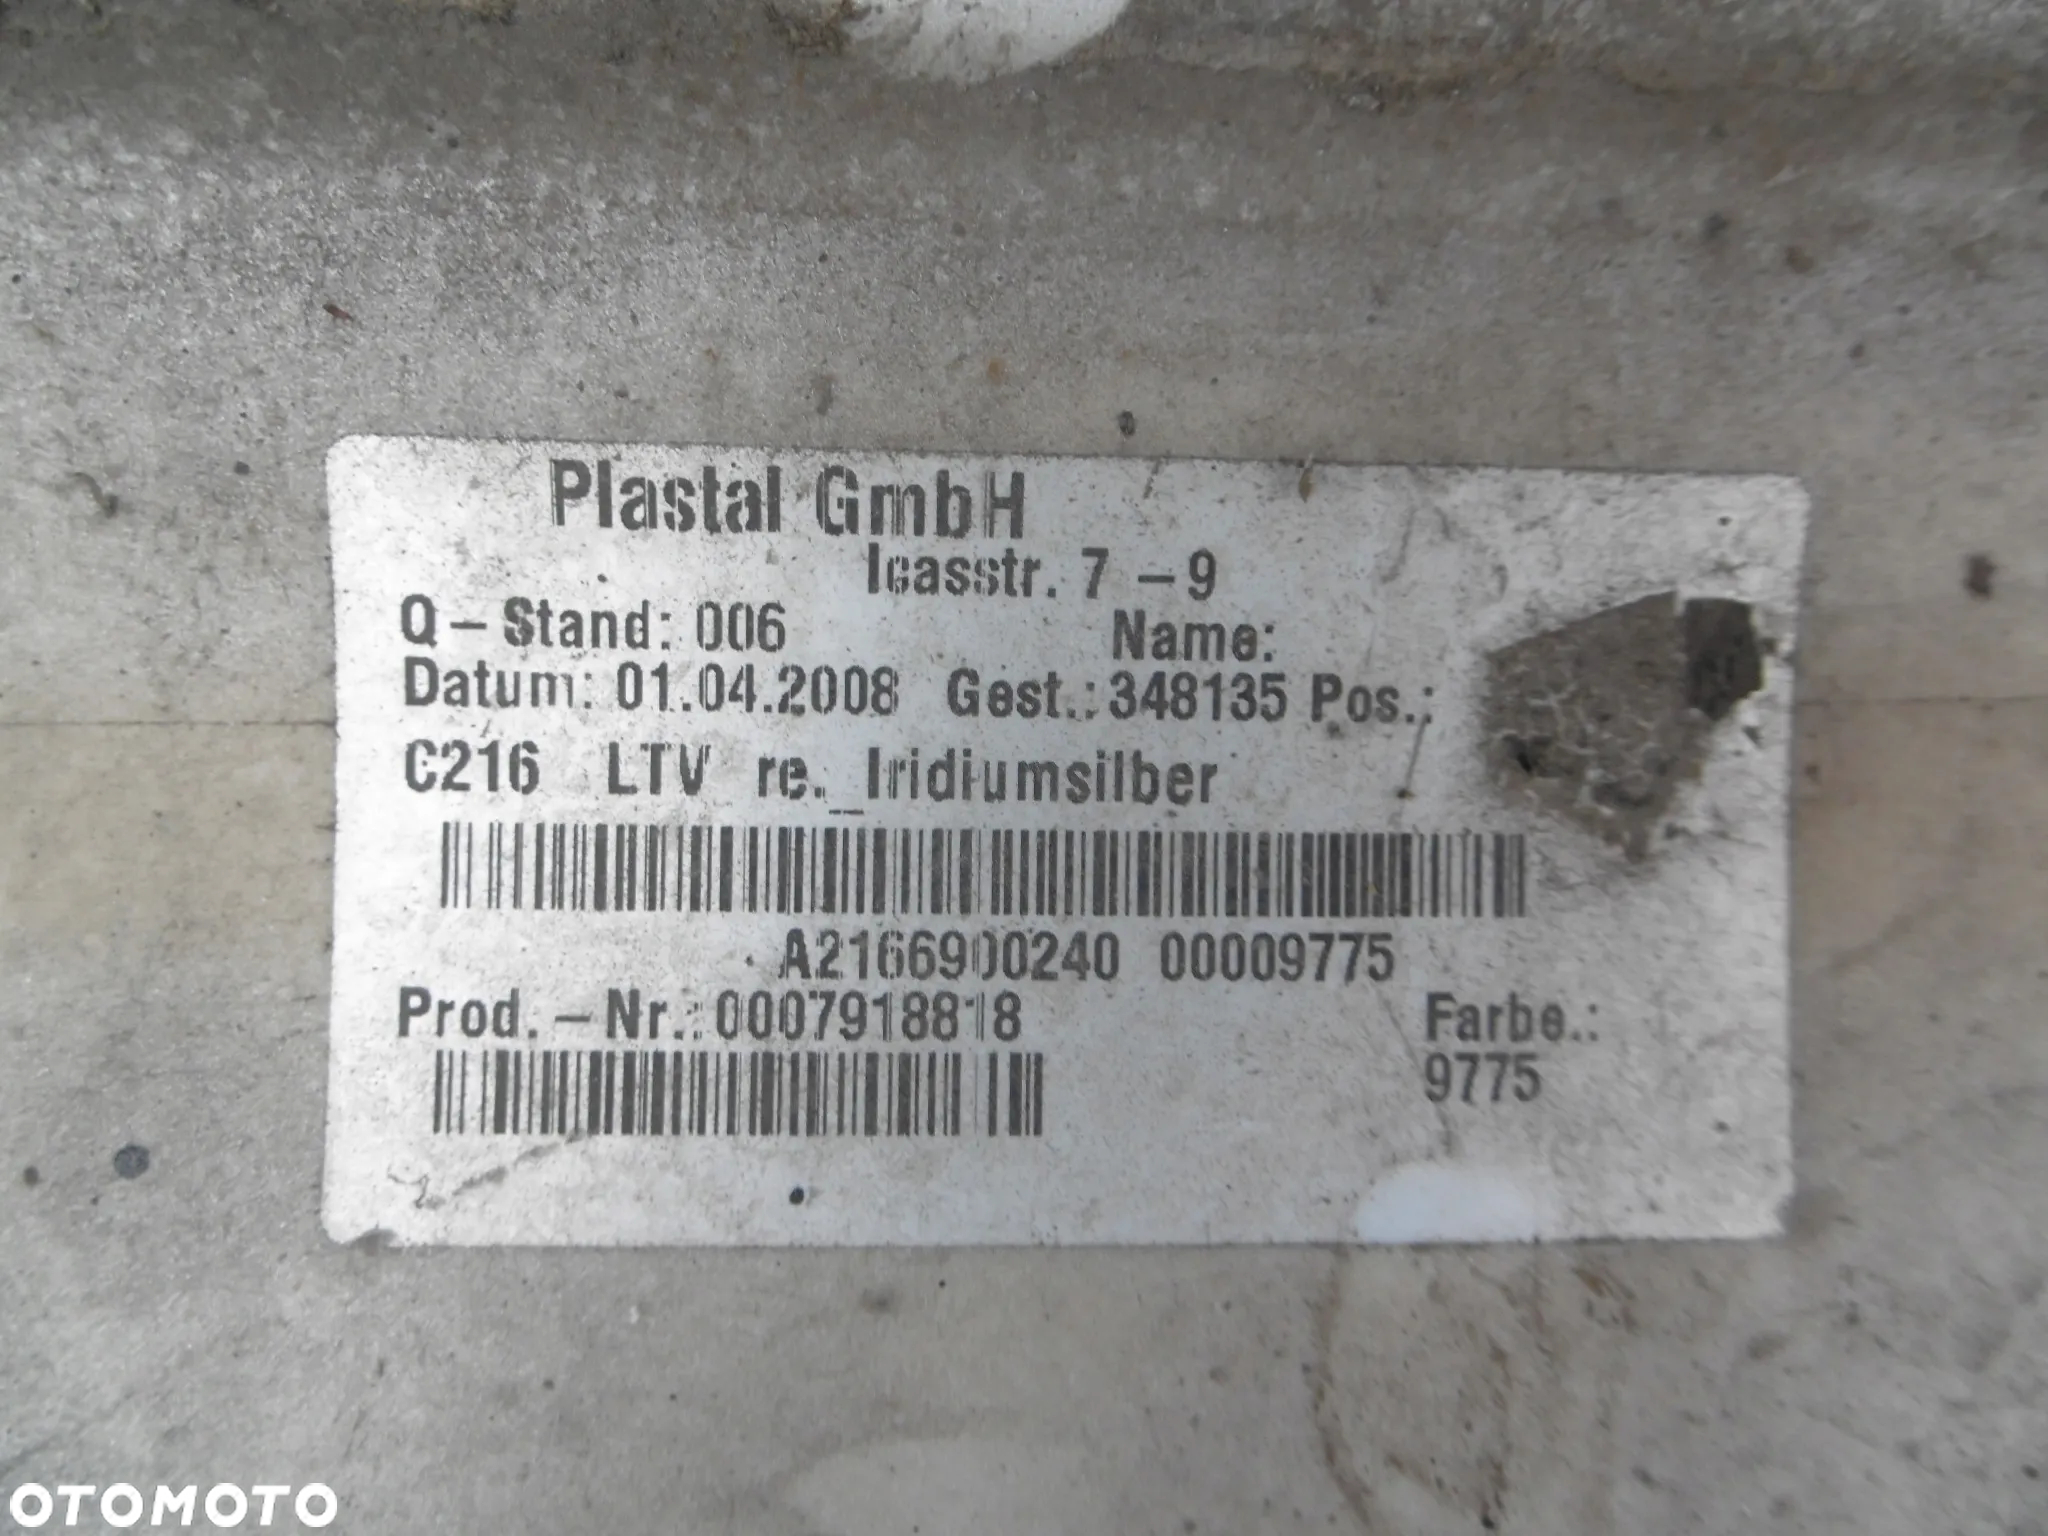 Plastal GmbH
Icasstr. 7 – 9
Q – Stand: 006 Name:
Datum: 01.04.2008 Gest.: 348135 Pos.:
C216 LTV re._Iridiumsilber
A2166900240 00009775
Prod. – Nr.: 0007918818 Farbe.:
9775
OTOMOTO